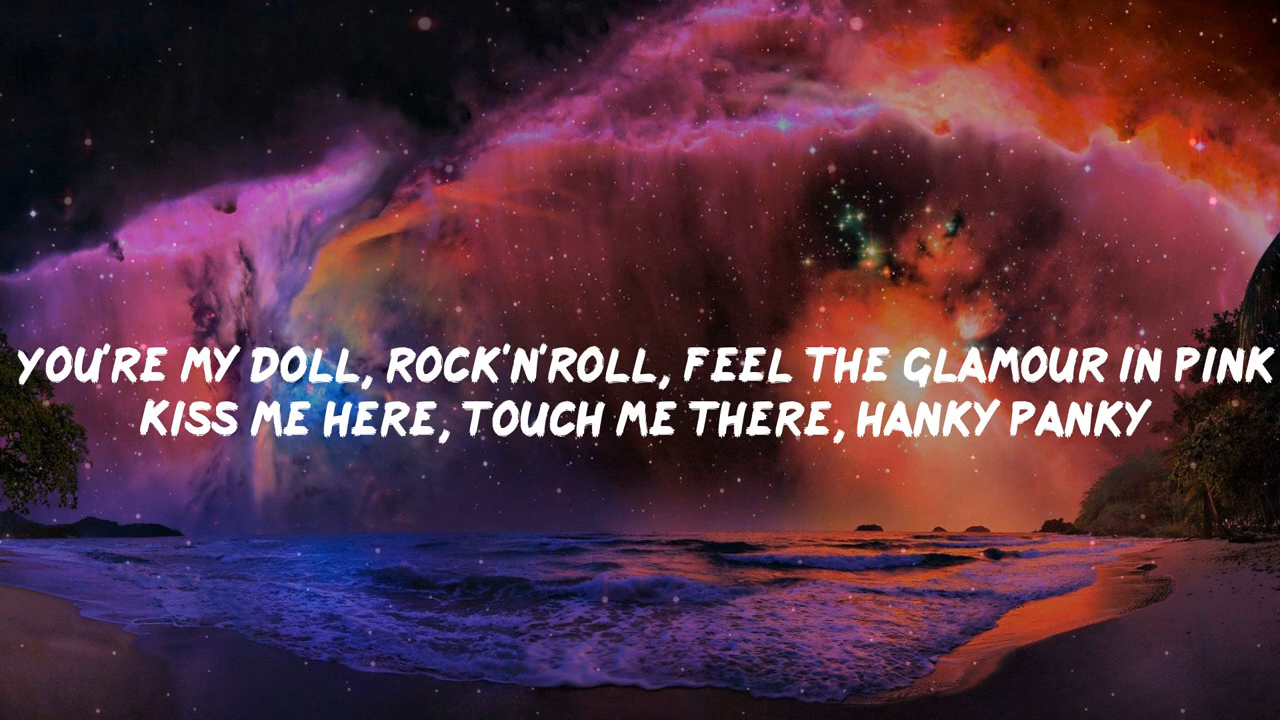 YOU'RE MY DOLL, ROCK'N'ROLL, FEEL THE GLAMOUR IN PINK
KISS ME HERE, TOUCH ME THERE, HANKY PANKY